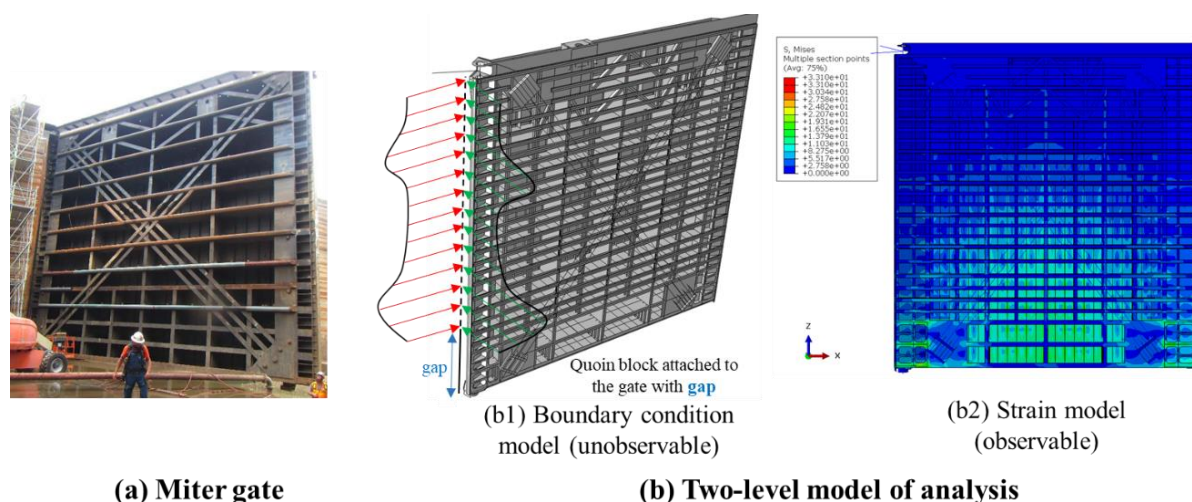 S, Mises
Multiple section points
(Avg: 75%)
+3.310e+01
+3.310e+01
+3.034e+01
+2.758e+01
+2.482e+01
+2.207e+01
+1.931e+01
+1.655e+01
+1.379e+01
+1.103e+01
+8.275e+00
+5.517e+00
+2.758e+00
+0.000e+00
gap
Quoin block attached to
the gate with gap
z
x
(b1) Boundary condition
model (unobservable)
(b2) Strain model
(observable)
(a) Miter gate
(b) Two-level model of analysis